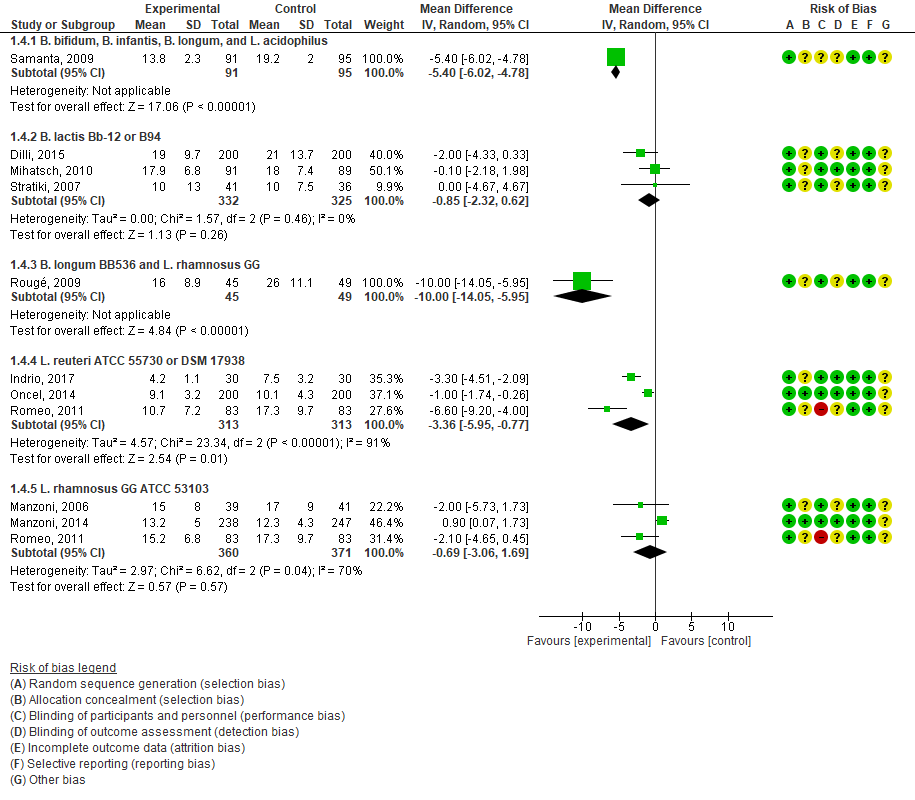 Experimental Control Mean Difference Mean Difference Risk of Bias
Study or Subgroup Mean SD Total Mean SD Total Weight IV, Random, 95% CI IV, Random, 95% CI A B C D E F G
1.4.1 B. bifidum, B. infantis, B. longum, and L. acidophilus
Samanta, 2009 13.8 2.3 91 19.2 2 95 100.0% -5.40 [-6.02, -4.78] + ? ? ? + + ?
Subtotal (95% CI) 91 95 100.0% -5.40 [-6.02, -4.78]
Heterogeneity: Not applicable
Test for overall effect: Z = 17.06 (P < 0.00001)
1.4.2 B. lactis Bb-12 or B94
Dilli, 2015 19 9.7 200 21 13.7 200 40.0% -2.00 [-4.33, 0.33] + ? + ? + + ?
Mihatsch, 2010 17.9 6.8 91 18 7.4 89 50.1% -0.10 [-2.18, 1.98] + ? + ? + + ?
Stratiki, 2007 10 13 41 10 7.5 36 9.9% 0.00 [-4.67, 4.67] + ? + ? + + ?
Subtotal (95% CI) 332 325 100.0% -0.85 [-2.32, 0.62]
Heterogeneity: Tau² = 0.00; Chi² = 1.57, df = 2 (P = 0.46); I² = 0%
Test for overall effect: Z = 1.13 (P = 0.26)
1.4.3 B. longum BB536 and L. rhamnosus GG
Rougé, 2009 16 8.9 45 26 11.1 49 100.0% -10.00 [-14.05, -5.95] + ? + ? + + ?
Subtotal (95% CI) 45 49 100.0% -10.00 [-14.05, -5.95]
Heterogeneity: Not applicable
Test for overall effect: Z = 4.84 (P < 0.00001)
1.4.4 L. reuteri ATCC 55730 or DSM 17938
Indrio, 2017 4.2 1.1 30 7.5 3.2 30 35.3% -3.30 [-4.51, -2.09] + ? + + + + ?
Oncel, 2014 9.1 3.2 200 10.1 4.3 200 37.1% -1.00 [-1.74, -0.26] + + + + + + ?
Romeo, 2011 10.7 7.2 83 17.3 9.7 83 27.6% -6.60 [-9.20, -4.00] + ? ? + + ?
Subtotal (95% CI) 313 313 100.0% -3.36 [-5.95, -0.77]
Heterogeneity: Tau² = 4.57; Chi² = 23.34, df = 2 (P < 0.00001); I² = 91%
Test for overall effect: Z = 2.54 (P = 0.01)
1.4.5 L. rhamnosus GG ATCC 53103
Manzoni, 2006 15 8 39 17 9 41 22.2% -2.00 [-5.73, 1.73] + ? + ? + + ?
Manzoni, 2014 13.2 5 238 12.3 4.3 247 46.4% 0.90 [0.07, 1.73] + + + + + + ?
Romeo, 2011 15.2 6.8 83 17.3 9.7 83 31.4% -2.10 [-4.65, 0.45] + ? ? + + ?
Subtotal (95% CI) 360 371 100.0% -0.69 [-3.06, 1.69]
Heterogeneity: Tau² = 2.97; Chi² = 6.62, df = 2 (P = 0.04); I² = 70%
Test for overall effect: Z = 0.57 (P = 0.57)
-10 -5 0 5 10
Favours [experimental] Favours [control]
Risk of bias legend
(A) Random sequence generation (selection bias)
(B) Allocation concealment (selection bias)
(C) Blinding of participants and personnel (performance bias)
(D) Blinding of outcome assessment (detection bias)
(E) Incomplete outcome data (attrition bias)
(F) Selective reporting (reporting bias)
(G) Other bias